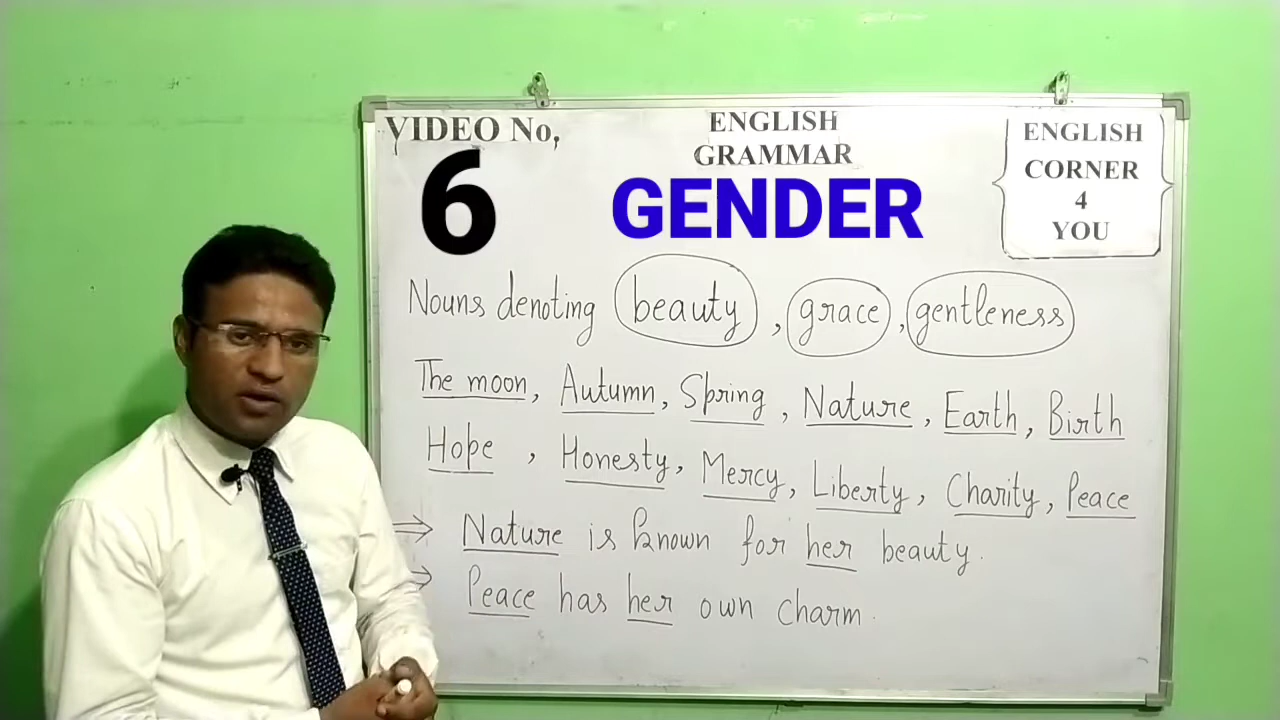 VIDEO No,
6
ENGLISH
GRAMMAR
GENDER
ENGLISH
CORNER
4
YOU
Nouns denoting beauty, grace, gentleness
The moon, Autumn, Spring, Nature, Earth, Birth
Hope, Honesty, Mercy, Liberty, Charity, Peace
⇒ Nature is known for her beauty.
⇒ Peace has her own charm.